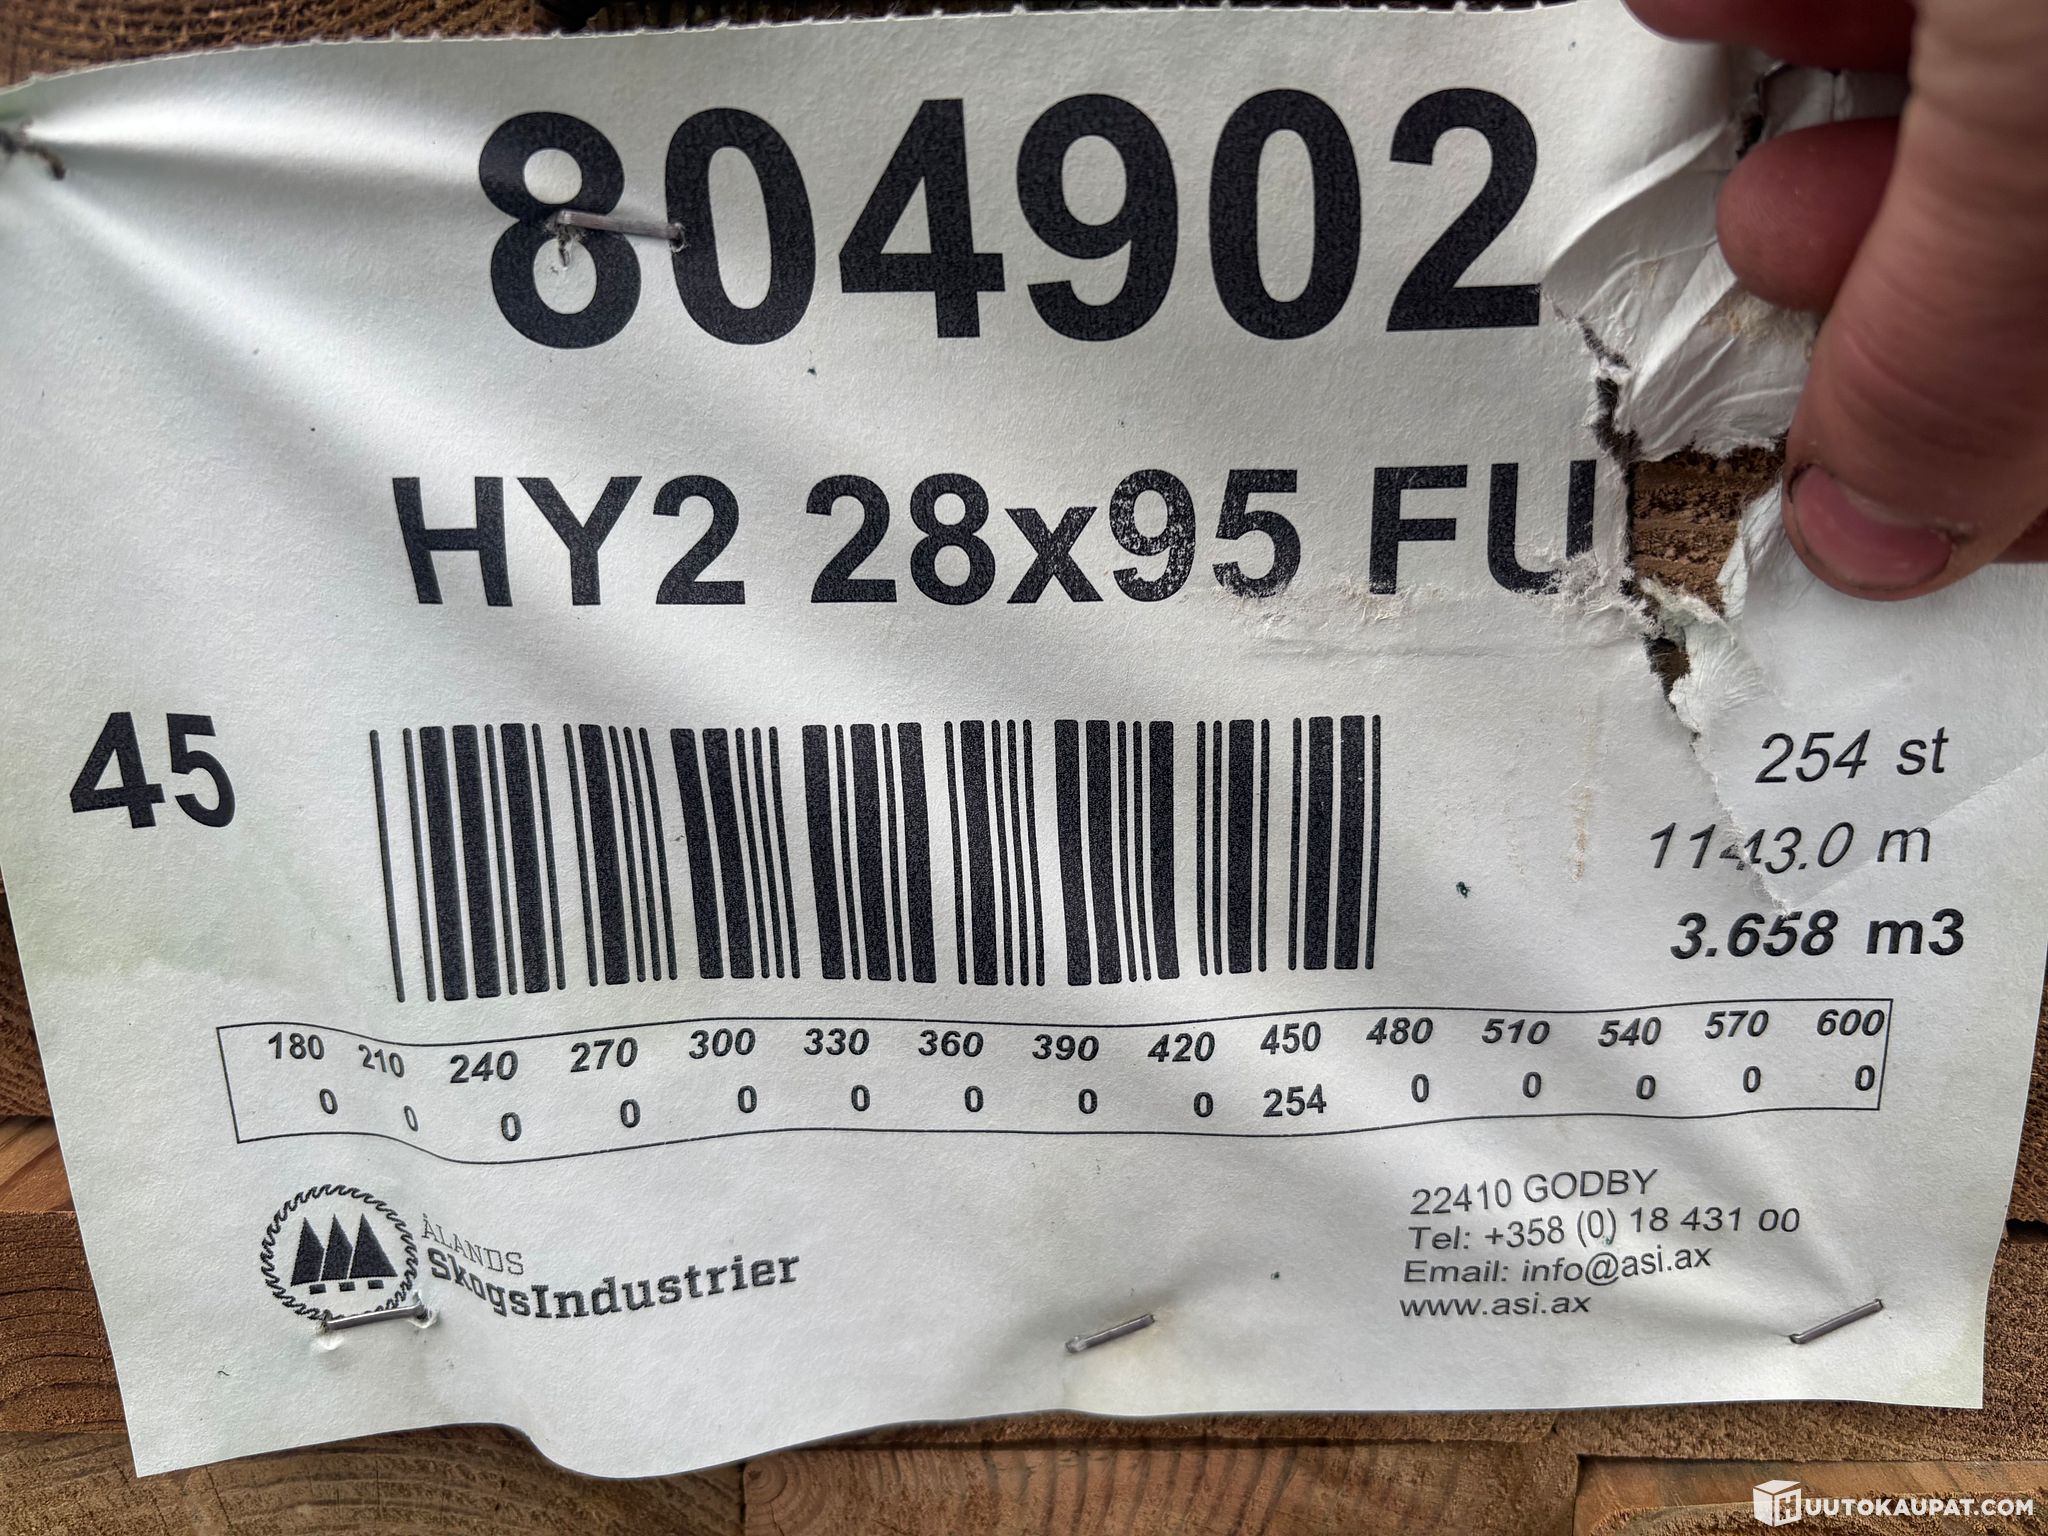 804902
HY2 28x95 FU
45
254 st
1143.0 m
3.658 m3
180 210 240 270 300 330 360 390 420 450 480 510 540 570 600
0 0 0 0 0 0 0 0 0 254 0 0 0 0 0
ÅLANDS
SkogsIndustrier
22410 GODBY
Tel: +358 (0) 18 431 00
Email: info@asi.ax
www.asi.ax
HUUTOKAUPAT.COM